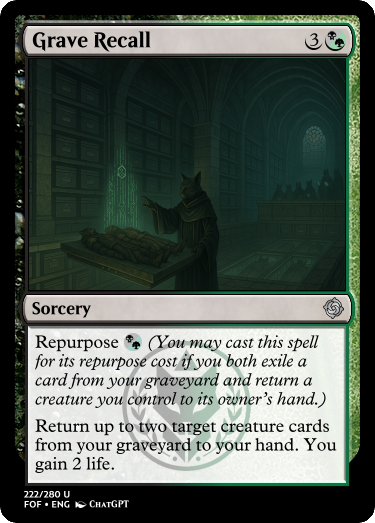 Grave Recall 3
Sorcery
Repurpose (You may cast this spell
for its repurpose cost if you both exile a
card from your graveyard and return a
creature you control to its owner's hand.)
Return up to two target creature cards
from your graveyard to your hand. You
gain 2 life.
222/280 U
FOF • ENG ChatGPT